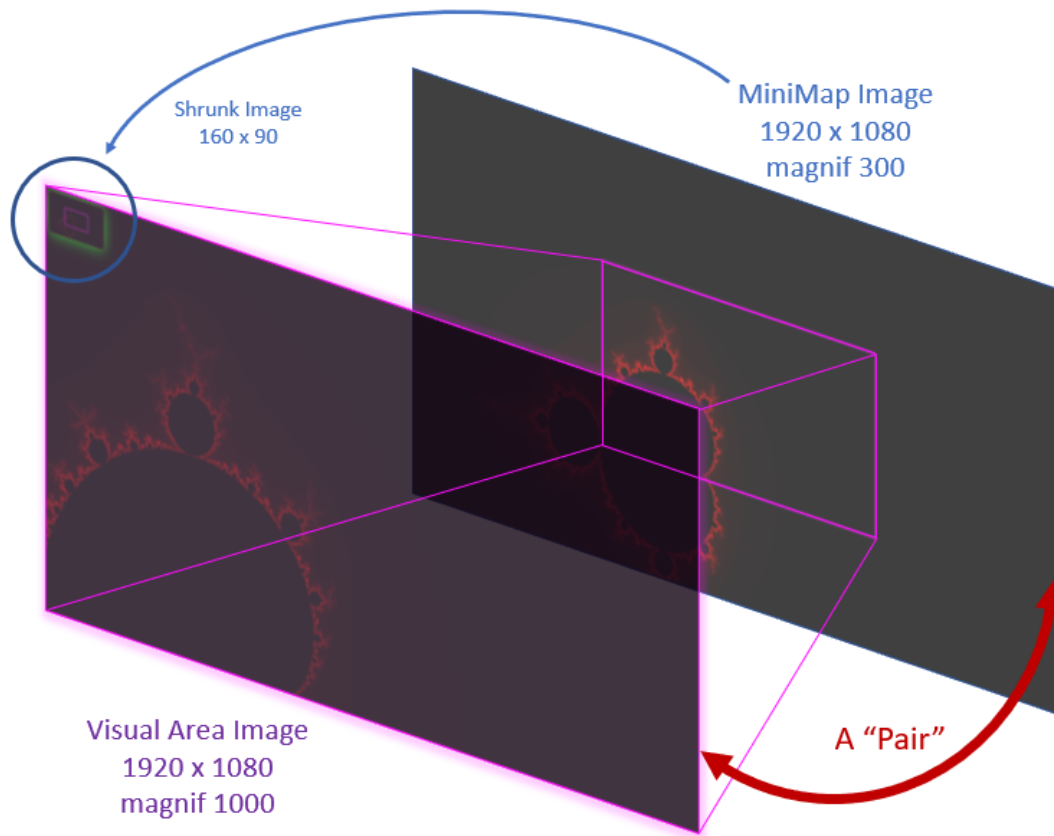 Shrunk Image
160 x 90
MiniMap Image
1920 x 1080
magnif 300
Visual Area Image
1920 x 1080
magnif 1000
A “Pair”